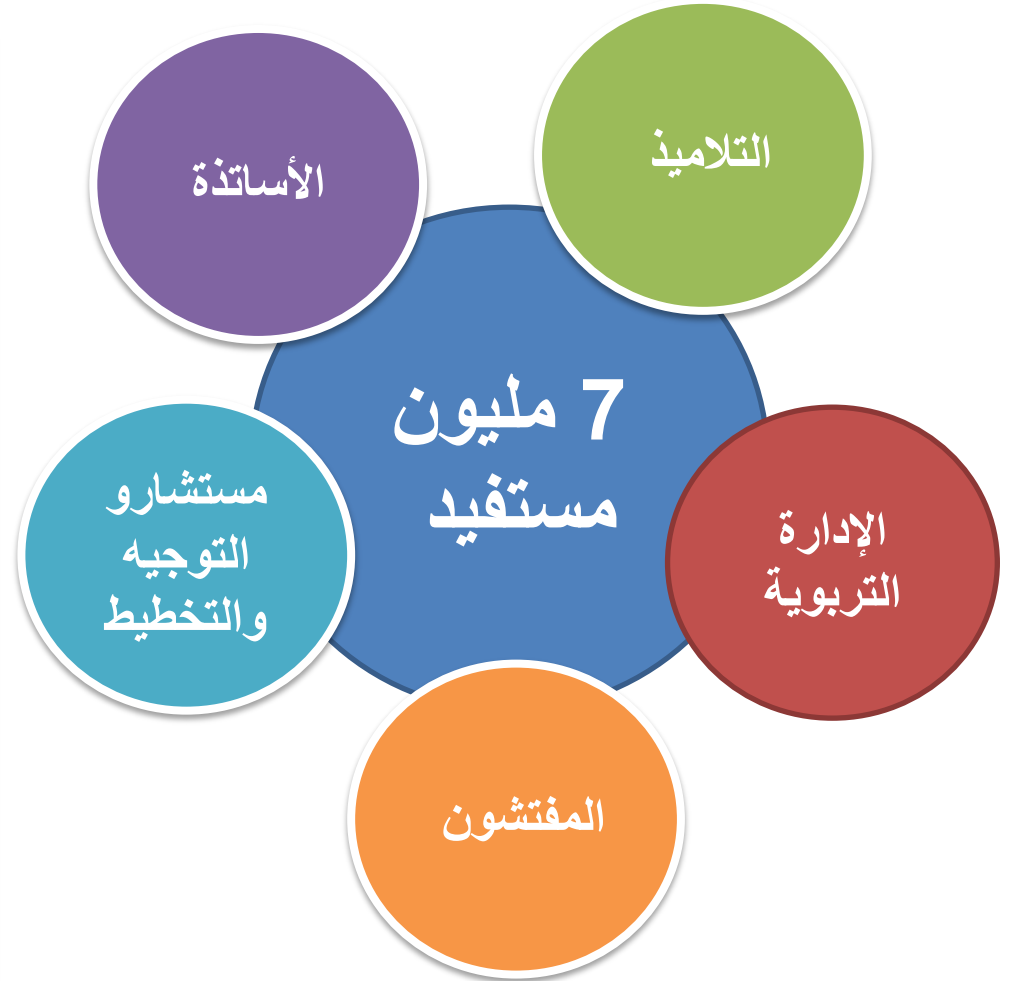 التلاميذ
الأساتذة
7 مليون
مستفيد
مستشارو
التوجيه
والتخطيط
الإدارة
التربوية
المفتشون